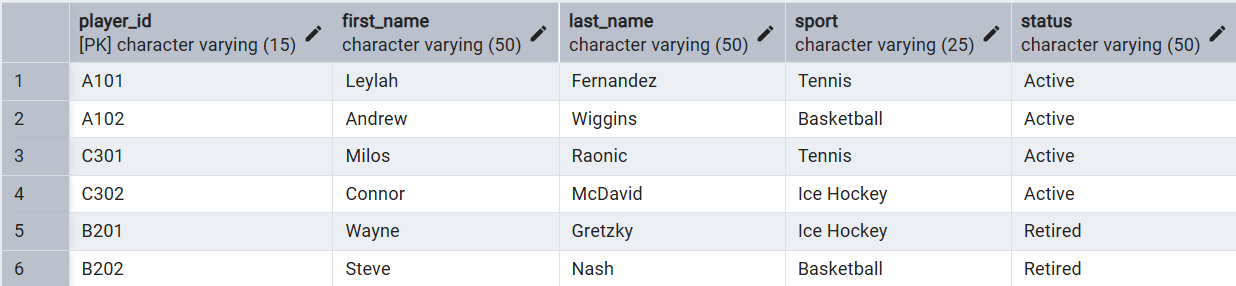 player_id first_name last_name sport status
[PK] character varying (15) character varying (50) character varying (50) character varying (25) character varying (50)
1 A101 Leylah Fernandez Tennis Active
2 A102 Andrew Wiggins Basketball Active
3 C301 Milos Raonic Tennis Active
4 C302 Connor McDavid Ice Hockey Active
5 B201 Wayne Gretzky Ice Hockey Retired
6 B202 Steve Nash Basketball Retired